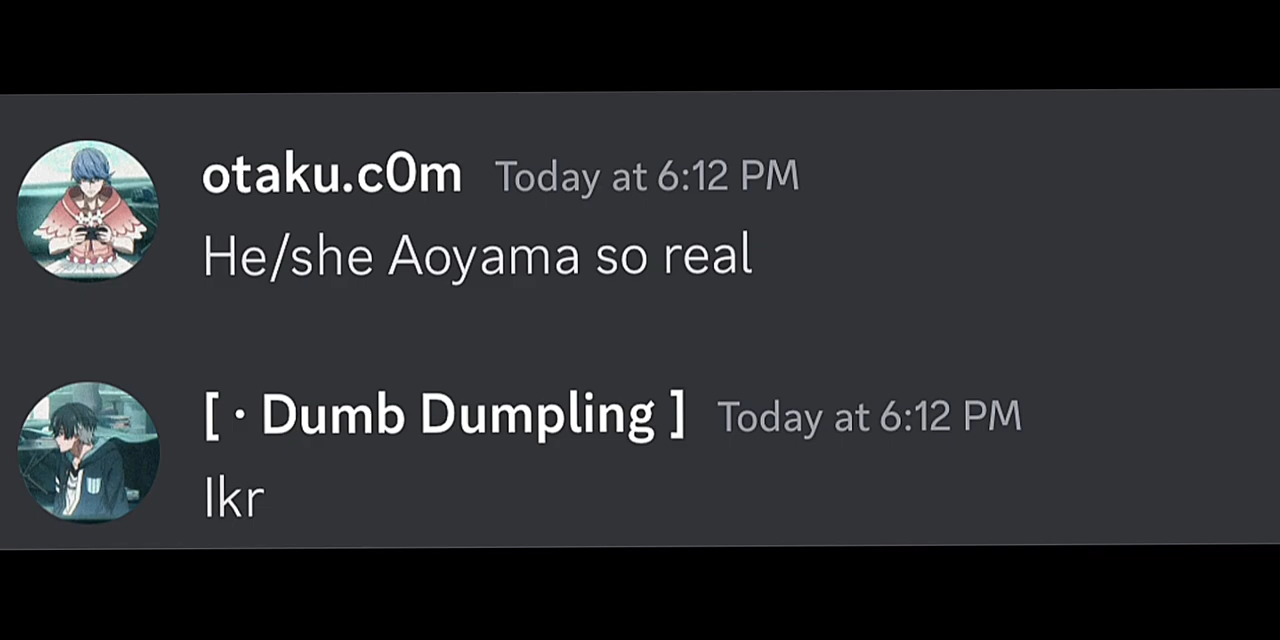 otaku.c0m Today at 6:12 PM
He/she Aoyama so real
[ · Dumb Dumpling ] Today at 6:12 PM
Ikr